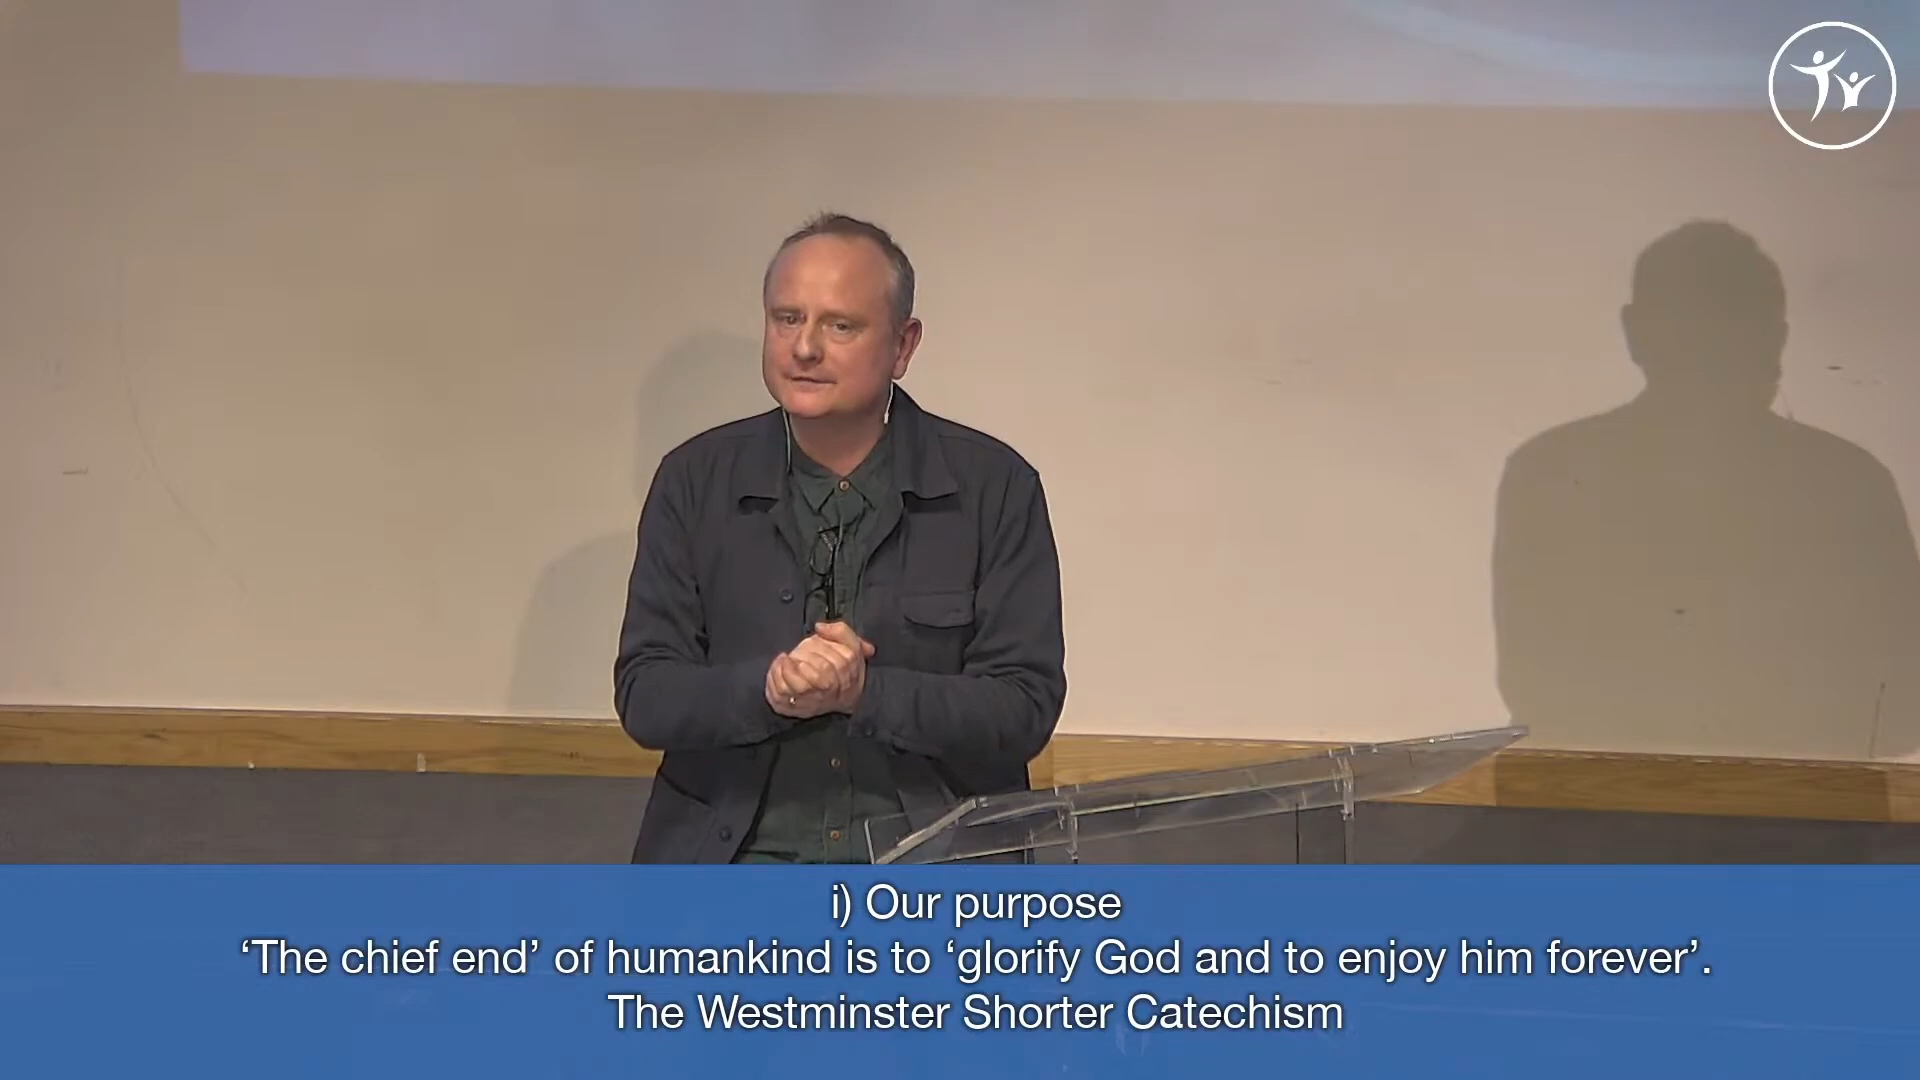 i) Our purpose
‘The chief end’ of humankind is to ‘glorify God and to enjoy him forever’.
The Westminster Shorter Catechism